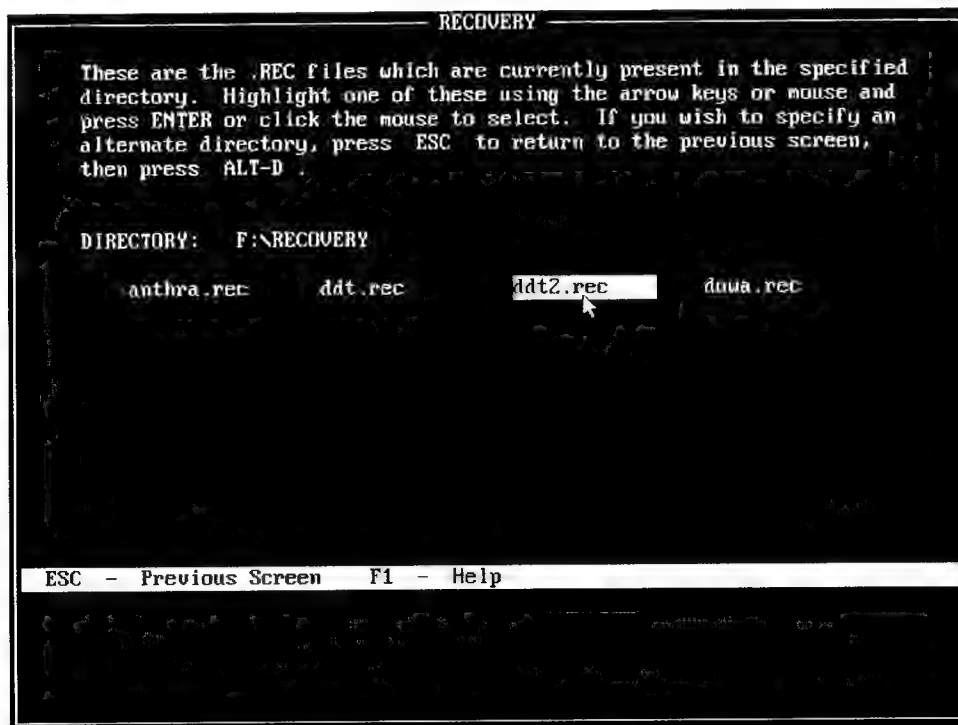 RECOVERY
These are the .REC files which are currently present in the specified
directory.  Highlight one of these using the arrow keys or mouse and
press ENTER or click the mouse to select.  If you wish to specify an
alternate directory, press  ESC  to return to the previous screen,
then press  ALT-D .
DIRECTORY:   F:\RECOVERY
anthra.rec ddt.rec ddt2.rec
ESC  -  Previous Screen    F1  -  Help